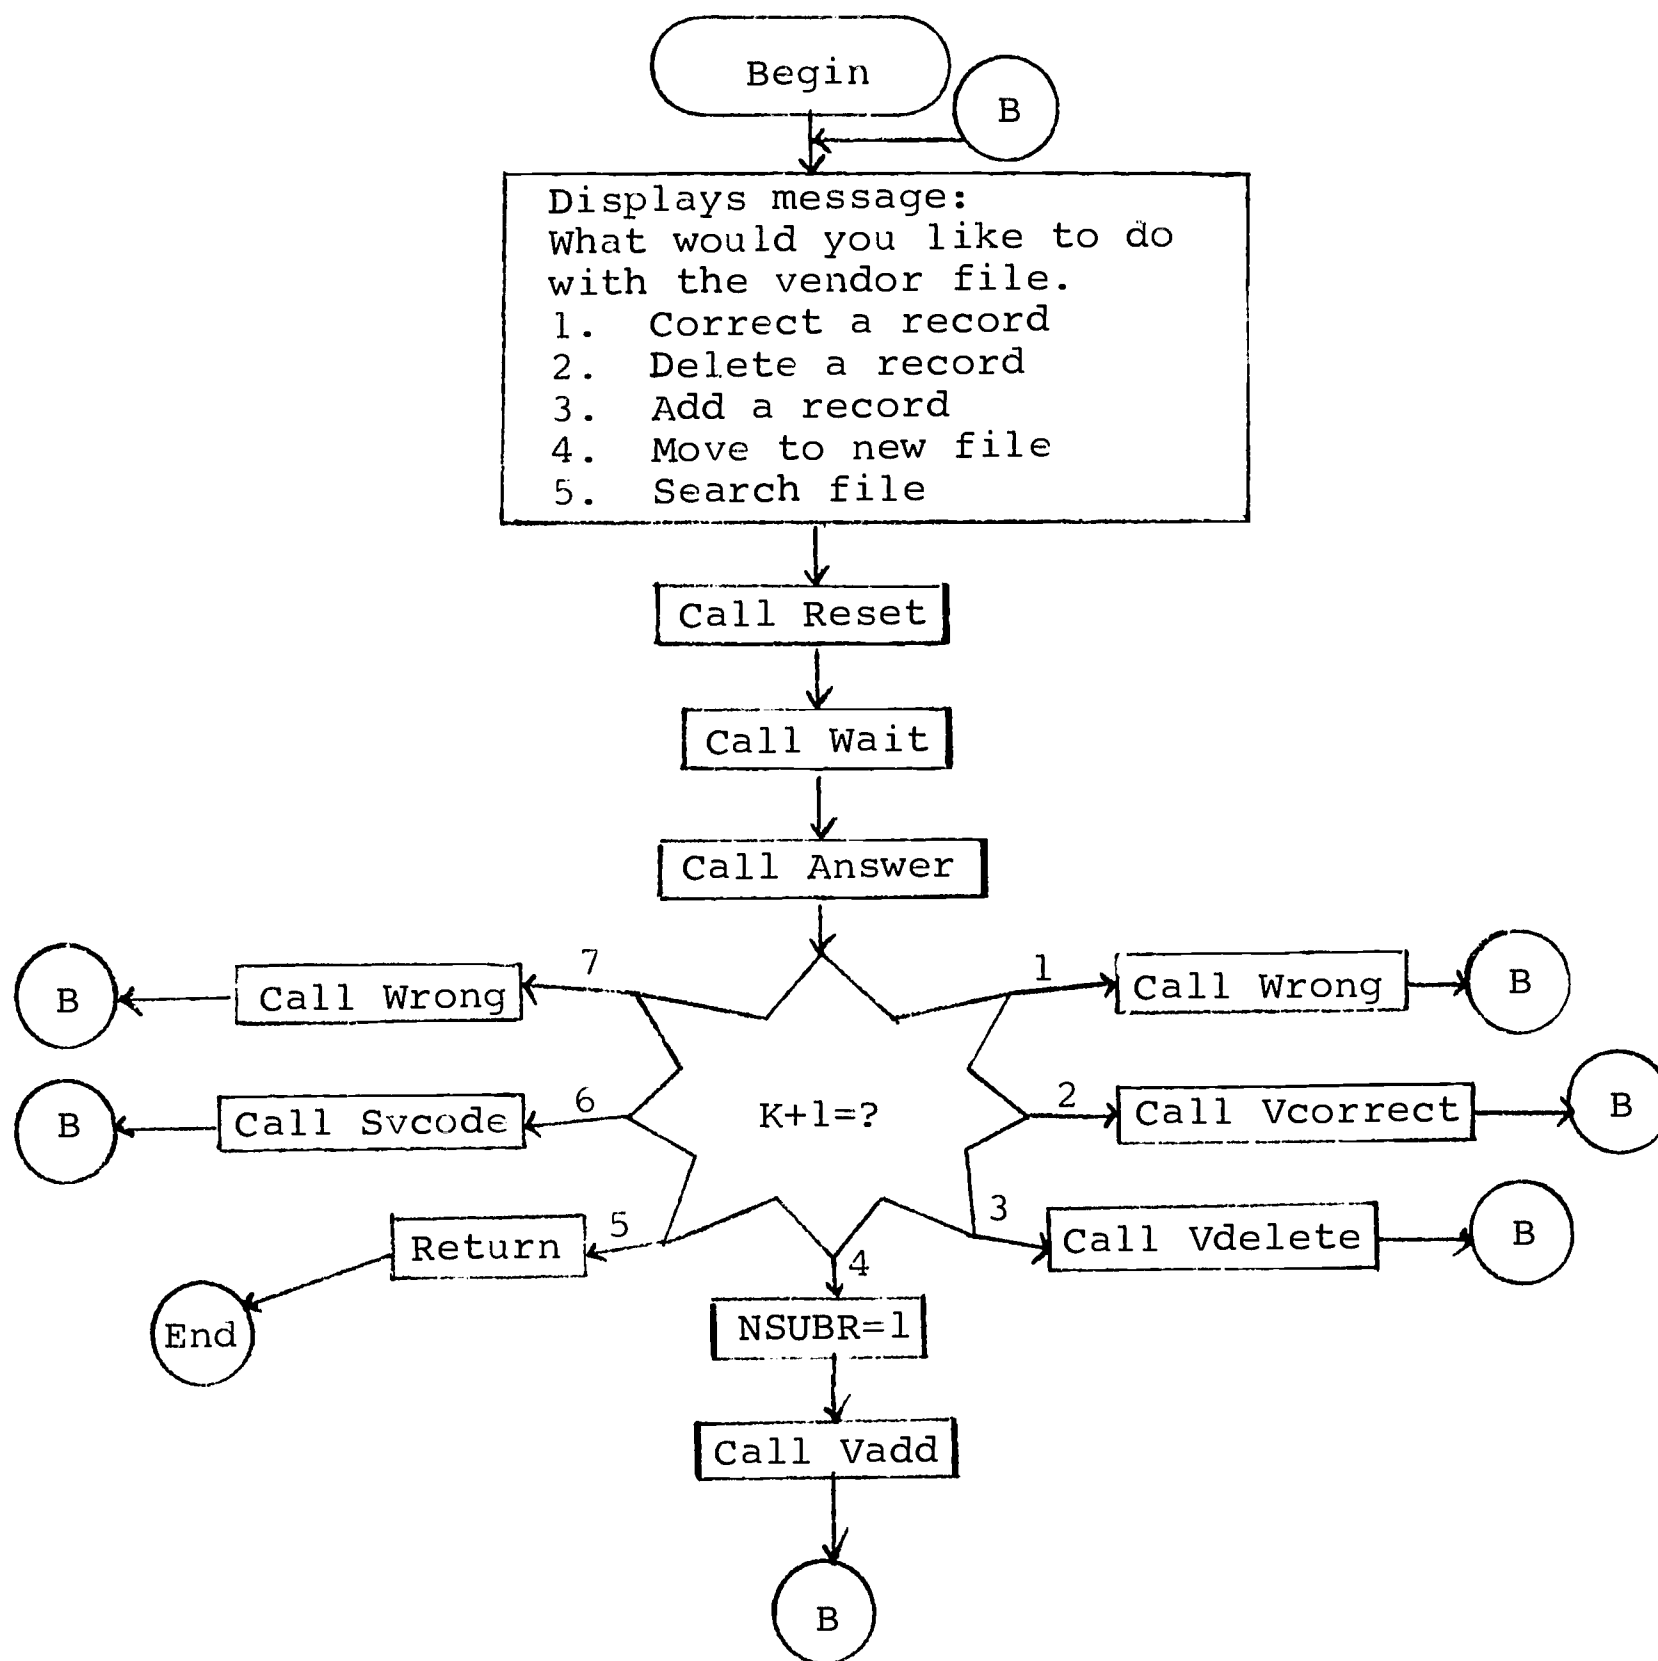 Begin
B
Displays message:
What would you like to do
with the vendor file.
1. Correct a record
2. Delete a record
3. Add a record
4. Move to new file
5. Search file
Call Reset
Call Wait
Call Answer
B
Call Wrong
7
1
Call Wrong
B
B
Call Svcode
6
K+1=?
2
Call Vcorrect
B
End
Return
5
3
Call Vdelete
B
4
NSUBR=1
Call Vadd
B